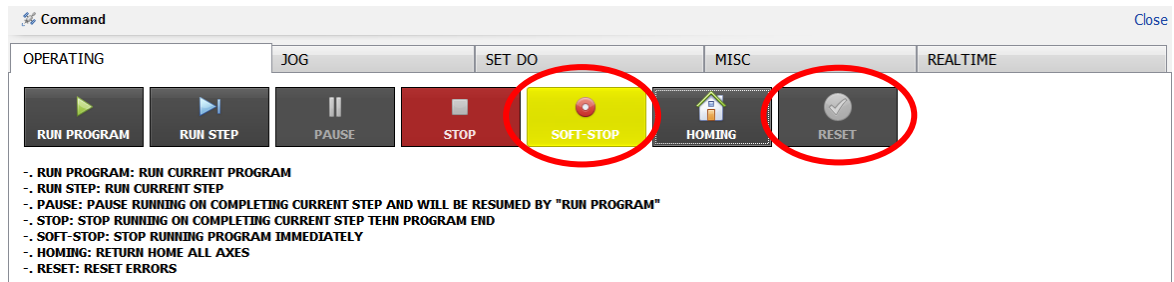 Command Close
OPERATING JOG SET DO MISC REALTIME
RUN PROGRAM RUN STEP PAUSE STOP SOFT-STOP HOMING RESET
-. RUN PROGRAM: RUN CURRENT PROGRAM
-. RUN STEP: RUN CURRENT STEP
-. PAUSE: PAUSE RUNNING ON COMPLETING CURRENT STEP AND WILL BE RESUMED BY "RUN PROGRAM"
-. STOP: STOP RUNNING ON COMPLETING CURRENT STEP TEHN PROGRAM END
-. SOFT-STOP: STOP RUNNING PROGRAM IMMEDIATELY
-. HOMING: RETURN HOME ALL AXES
-. RESET: RESET ERRORS